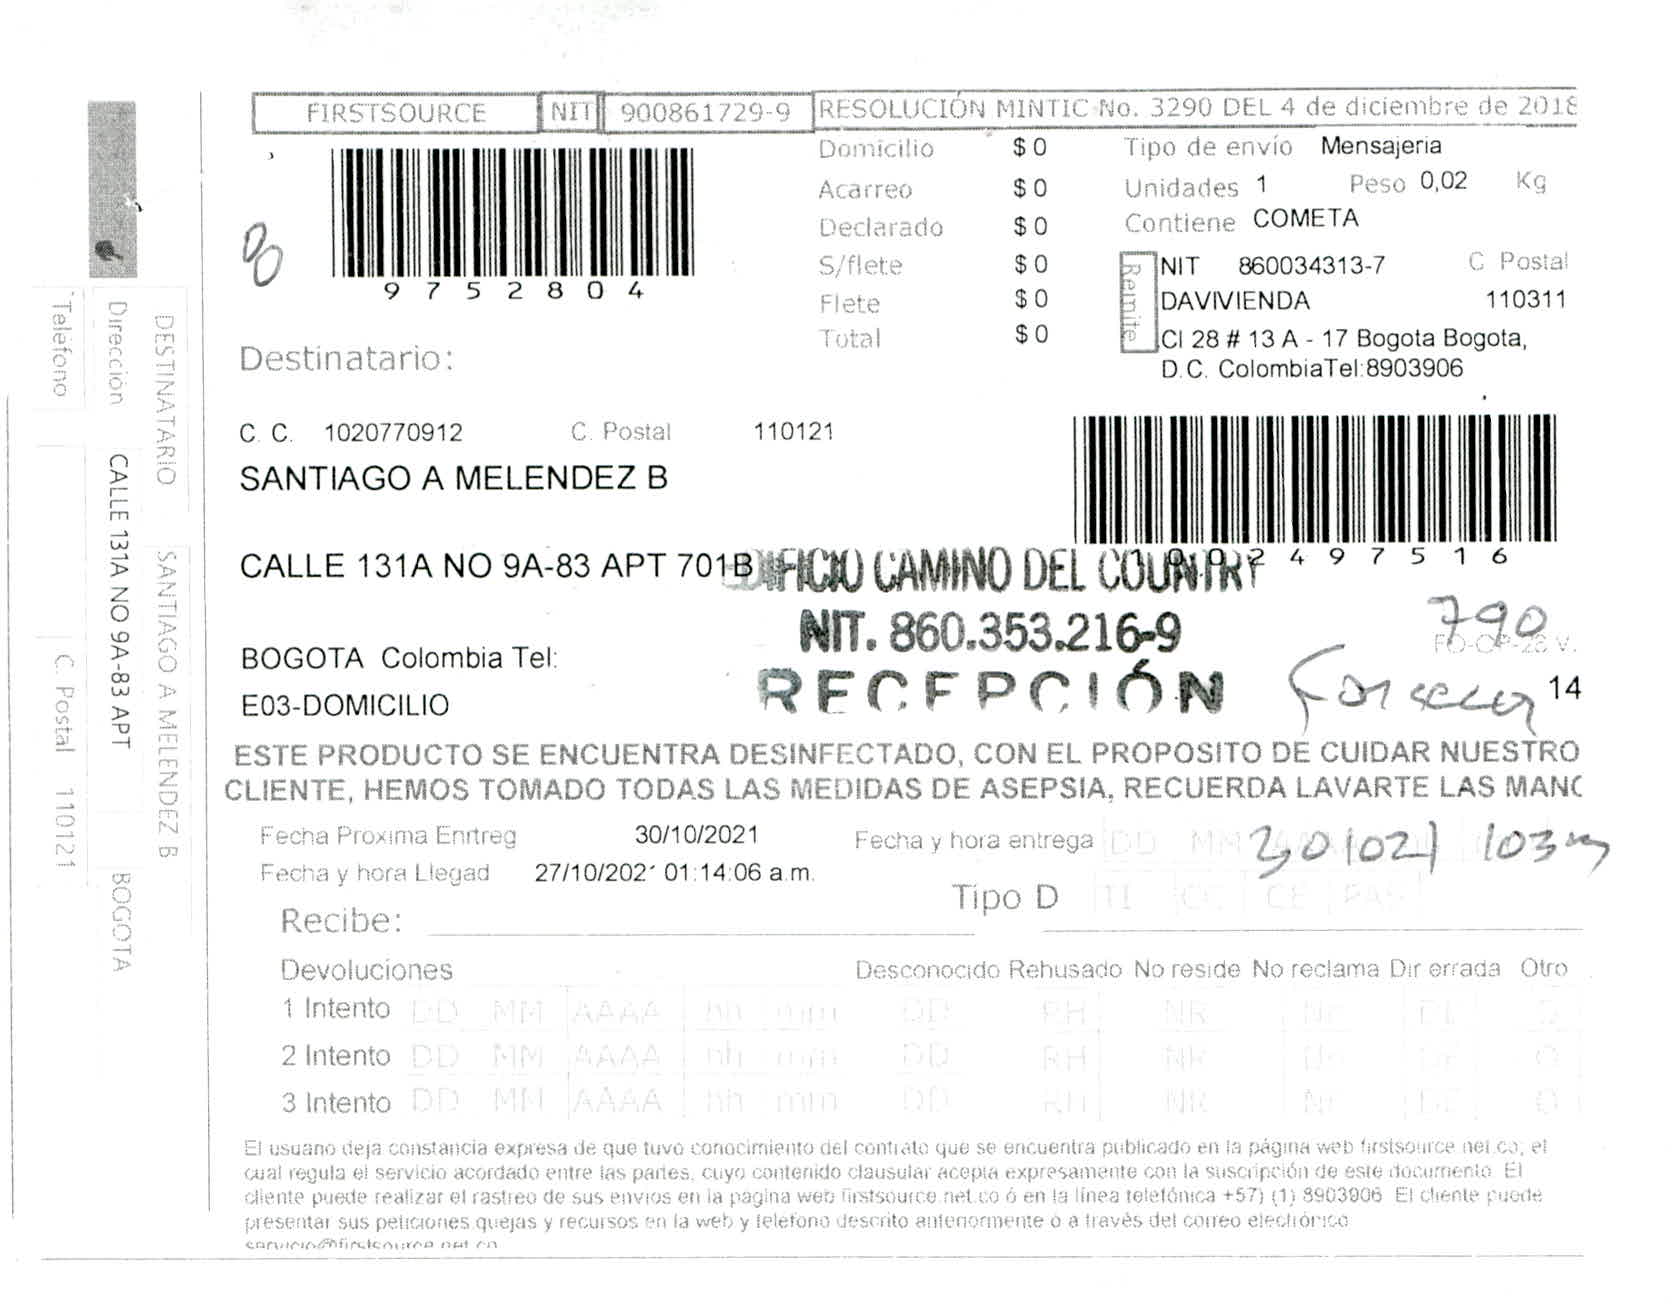 FIRSTSOURCE NIT 900861729-9 RESOLUCIÓN MINTIC No. 3290 DEL 4 de diciembre de 2018
Domicilio $ 0 Tipo de envío Mensajeria
Acarreo $ 0 Unidades 1 Peso 0,02 Kg
Declarado $ 0 Contiene COMETA
S/flete $ 0
Flete $ 0
Total $ 0
9752804
Remite
NIT 860034313-7 C Postal
DAVIVIENDA 110311
Cl 28 # 13 A - 17 Bogota Bogota,
D.C. ColombiaTel:8903906
Destinatario:
C. C. 1020770912 C. Postal 110121
SANTIAGO A MELENDEZ B
1002497516
CALLE 131A NO 9A-83 APT 701B
EDIFICIO CAMINO DEL COUNTRY
NIT. 860.353.216-9
RECEPCIÓN
790
FO-OP-26 V.
14
BOGOTA Colombia Tel:
E03-DOMICILIO
ESTE PRODUCTO SE ENCUENTRA DESINFECTADO, CON EL PROPOSITO DE CUIDAR NUESTRO
CLIENTE, HEMOS TOMADO TODAS LAS MEDIDAS DE ASEPSIA, RECUERDA LAVARTE LAS MANO
Fecha Proxima Enrtreg 30/10/2021 Fecha y hora entrega DD MM
Fecha y hora Llegad 27/10/2021 01:14:06 a.m.
Tipo D TI CC CE PAS
Recibe:
Devoluciones Desconocido Rehusado No reside No reclama Dir errada Otro
1 Intento DD MM AAAA hh mm DD RH NR Nr DE O
2 Intento DD MM AAAA hh mm DD RH NR Nr DE O
3 Intento DD MM AAAA hh mm DD RH NR Nr DE O
El usuario deja constancia expresa de que tuvo conocimiento del contrato que se encuentra publicado en la página web firstsource.net.co, el
cual regula el servicio acordado entre las partes, cuyo contenido clausular acepta expresamente con la suscripción de este documento. El
cliente puede realizar el rastreo de sus envios en la pagina web firstsource.net.co ó en la línea telefónica +57) (1) 8903906 El cliente puede
presentar sus peticiones,quejas y recursos en la web y telefono descrito anteriormente o a través del correo electrónico
servicio@firstsource.net.co
DESTINATARIO SANTIAGO A MELENDEZ B
Dirección CALLE 131A NO 9A-83 APT BOGOTA
Telefono C. Postal 110121